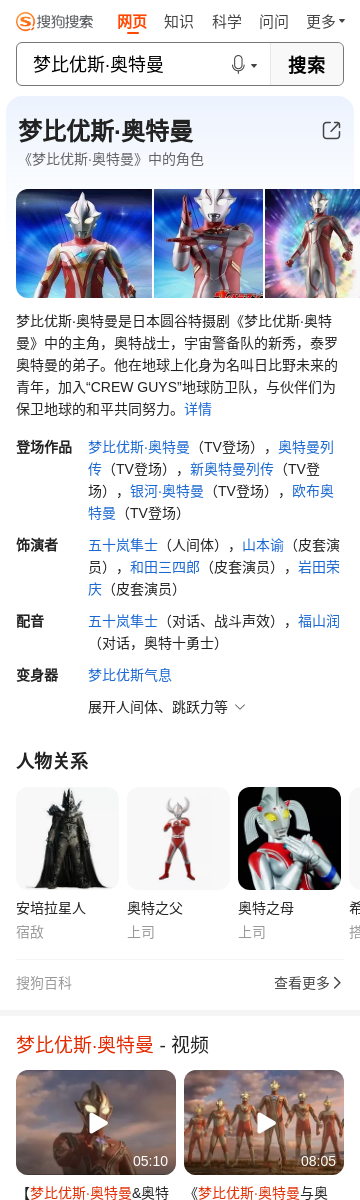 搜狗搜索 网页 知识 科学 问问 更多
梦比优斯·奥特曼 搜索
梦比优斯·奥特曼
《梦比优斯·奥特曼》中的角色
梦比优斯·奥特曼是日本圆谷特摄剧《梦比优斯·奥特
曼》中的主角，奥特战士，宇宙警备队的新秀，泰罗
奥特曼的弟子。他在地球上化身为名叫日比野未来的
青年，加入“CREW GUYS”地球防卫队，与伙伴们为
保卫地球的和平共同努力。详情
登场作品 梦比优斯·奥特曼（TV登场），奥特曼列
传（TV登场），新奥特曼列传（TV登
场），银河·奥特曼（TV登场），欧布奥
特曼（TV登场）
饰演者 五十岚隼士（人间体），山本谕（皮套演
员），和田三四郎（皮套演员），岩田荣
庆（皮套演员）
配音 五十岚隼士（对话、战斗声效），福山润
（对话，奥特十勇士）
变身器 梦比优斯气息
展开人间体、跳跃力等
人物关系
安培拉星人 奥特之父 奥特之母
宿敌 上司 上司
搜狗百科 查看更多
梦比优斯·奥特曼 - 视频
05:10 08:05
【梦比优斯·奥特曼&奥特 《梦比优斯·奥特曼与奥